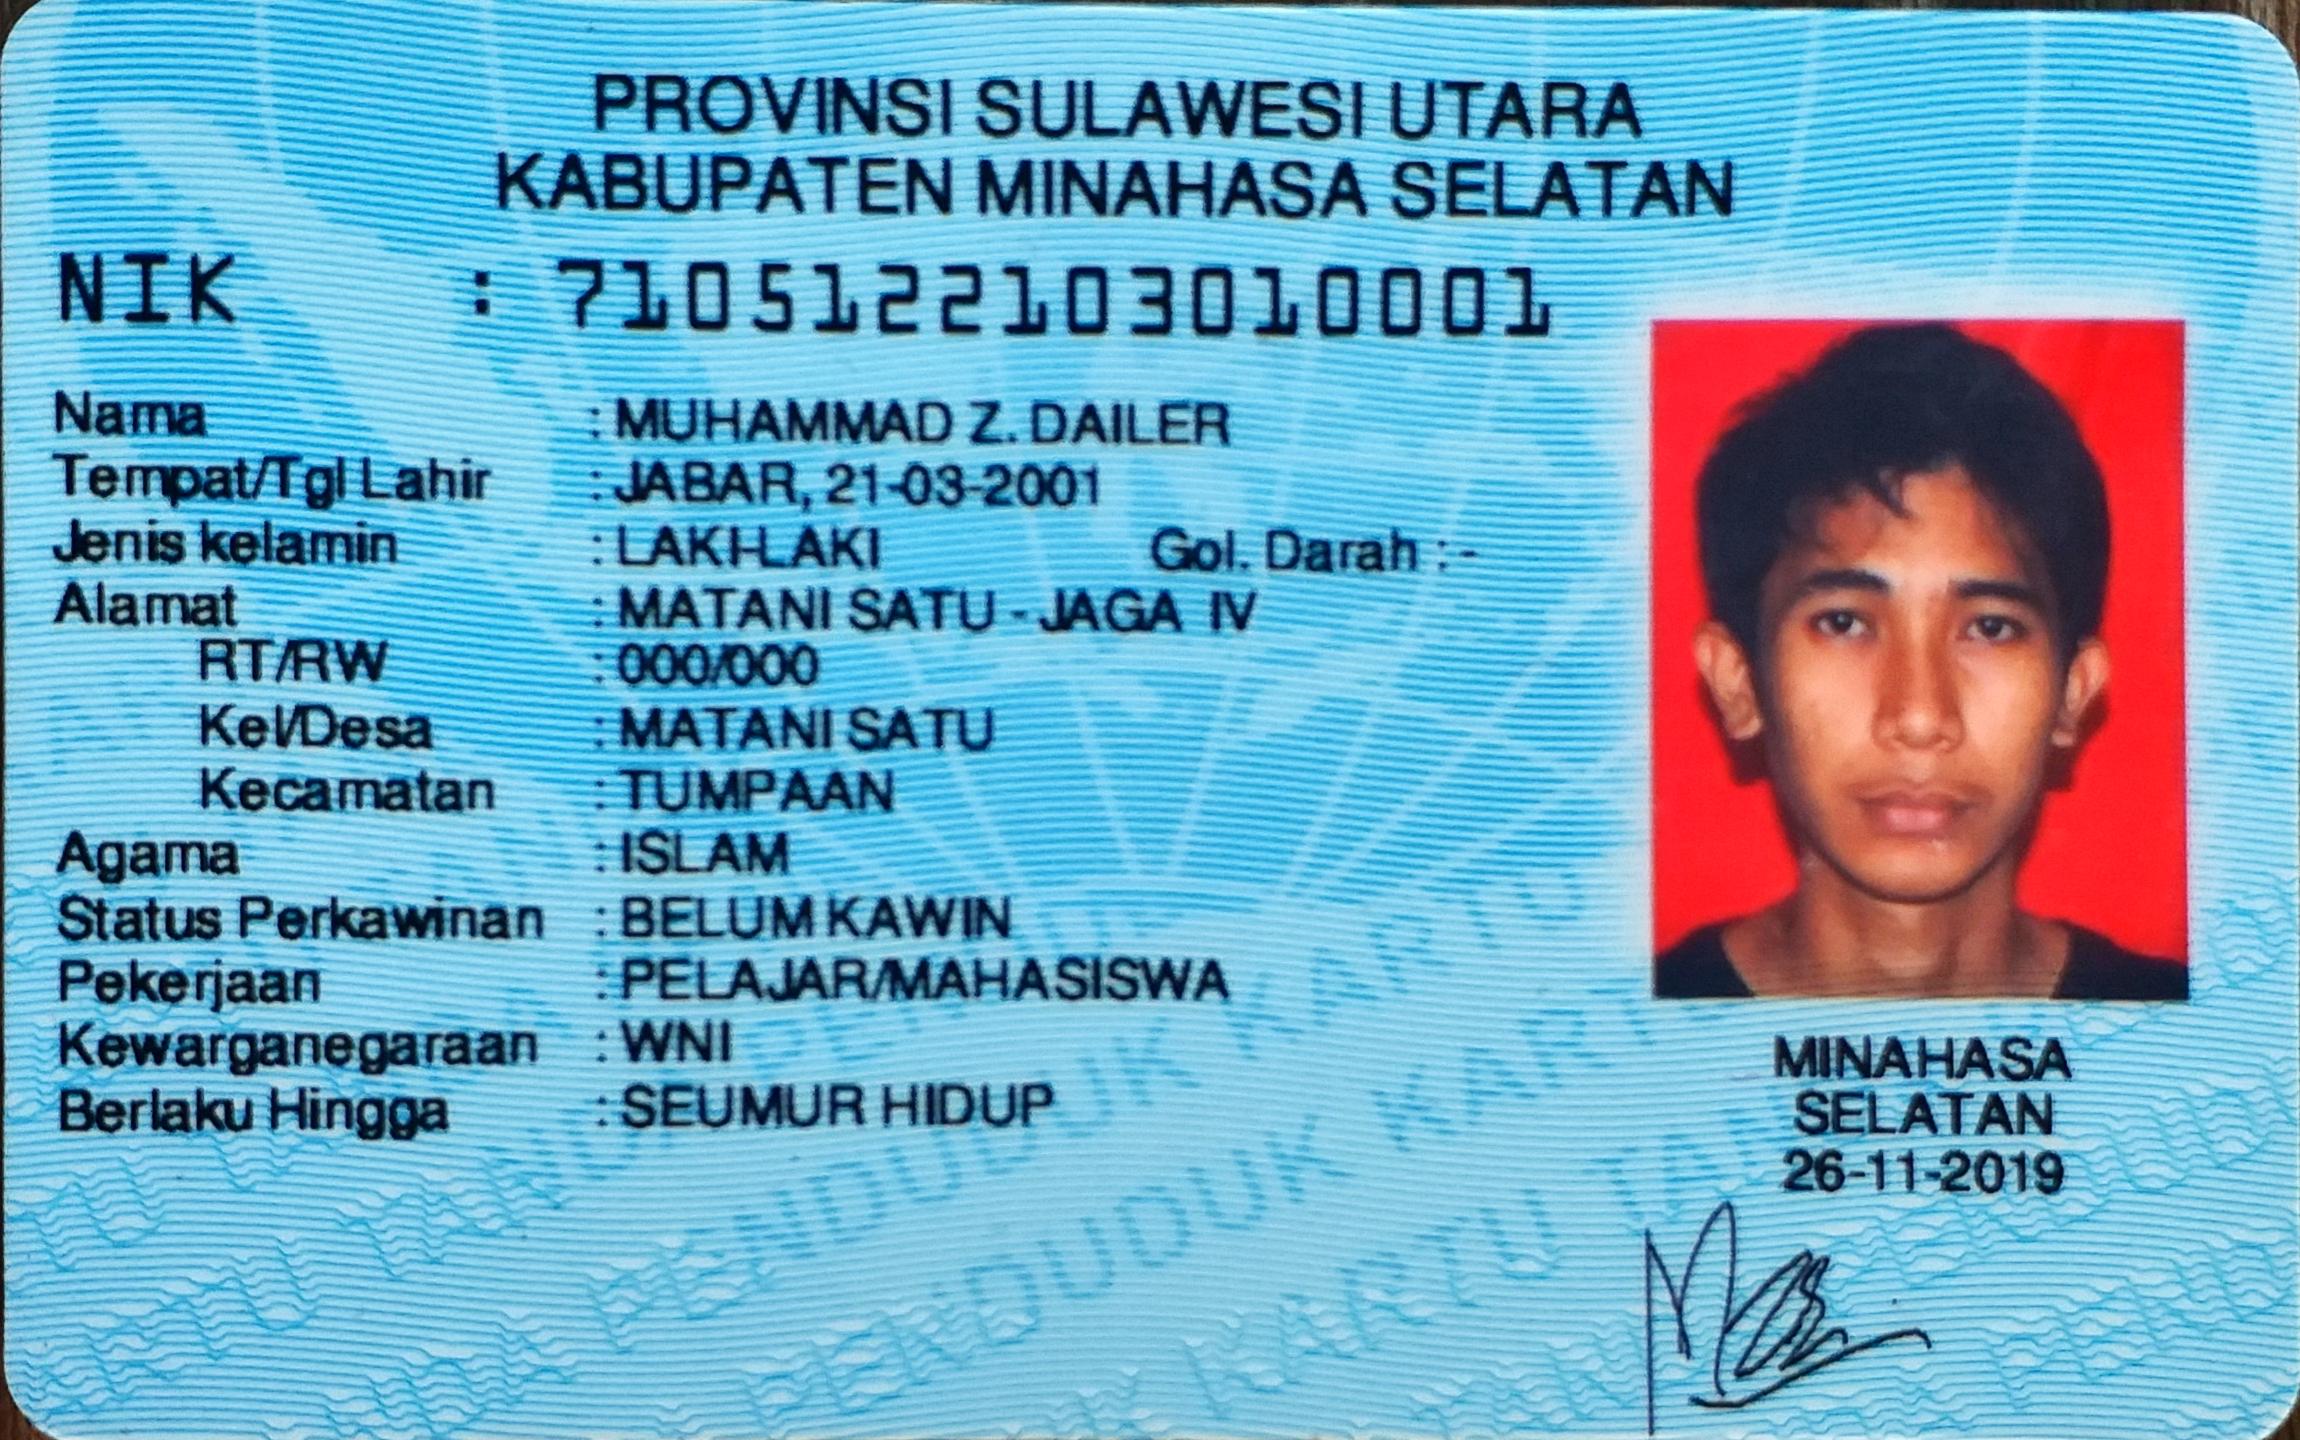 PROVINSI SULAWESI UTARA
KABUPATEN MINAHASA SELATAN
NIK : 7105122103010001
Nama : MUHAMMAD Z. DAILER
Tempat/Tgl Lahir : JABAR, 21-03-2001
Jenis kelamin : LAKI-LAKI Gol. Darah : -
Alamat : MATANI SATU - JAGA IV
RT/RW : 000/000
Kel/Desa : MATANI SATU
Kecamatan : TUMPAAN
Agama : ISLAM
Status Perkawinan : BELUM KAWIN
Pekerjaan : PELAJAR/MAHASISWA
Kewarganegaraan : WNI
Berlaku Hingga : SEUMUR HIDUP
MINAHASA
SELATAN
26-11-2019